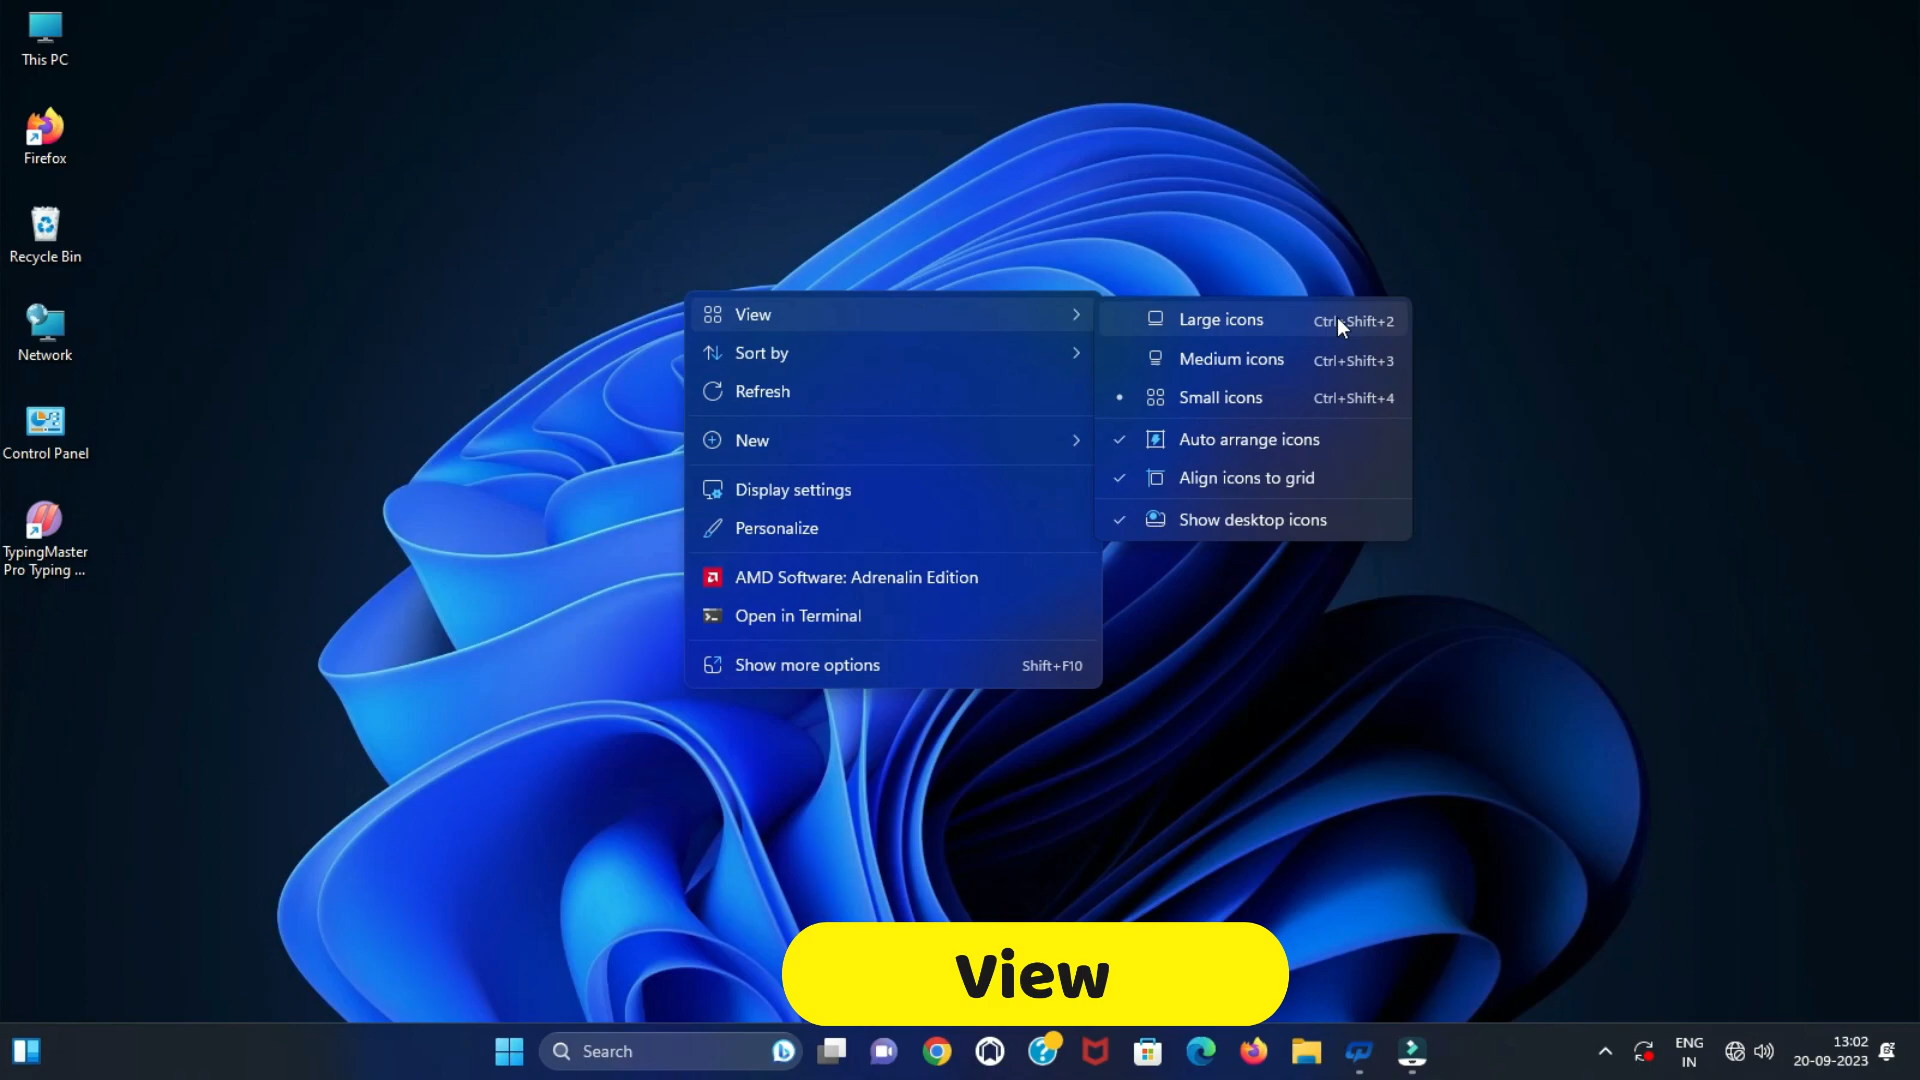 This PC
Firefox
Recycle Bin
Network
Control Panel
TypingMaster
Pro Typing ...
View
Sort by
Refresh
New
Display settings
Personalize
AMD Software: Adrenalin Edition
Open in Terminal
Show more options Shift+F10
Large icons Ctrl+Shift+2
Medium icons Ctrl+Shift+3
Small icons Ctrl+Shift+4
Auto arrange icons
Align icons to grid
Show desktop icons
View
Search
ENG
IN
13:02
20-09-2023